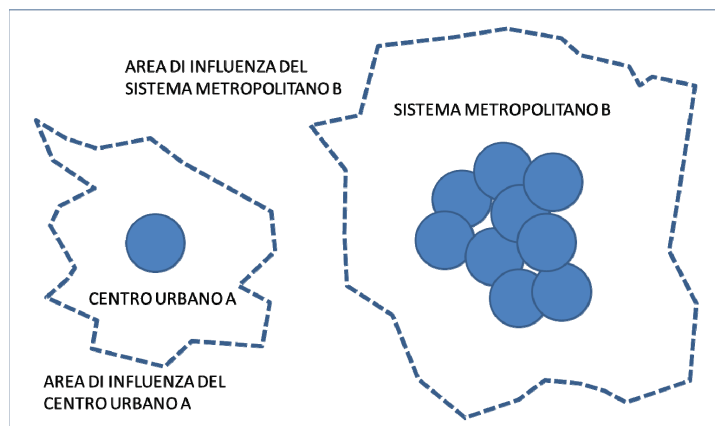 AREA DI INFLUENZA DEL
SISTEMA METROPOLITANO B
SISTEMA METROPOLITANO B
CENTRO URBANO A
AREA DI INFLUENZA DEL
CENTRO URBANO A